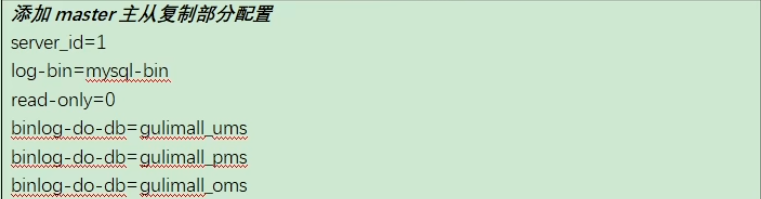 添加 master 主从复制部分配置
server_id=1
log-bin=mysql-bin
read-only=0
binlog-do-db=gulimall_ums
binlog-do-db=gulimall_pms
binlog-do-db=gulimall_oms